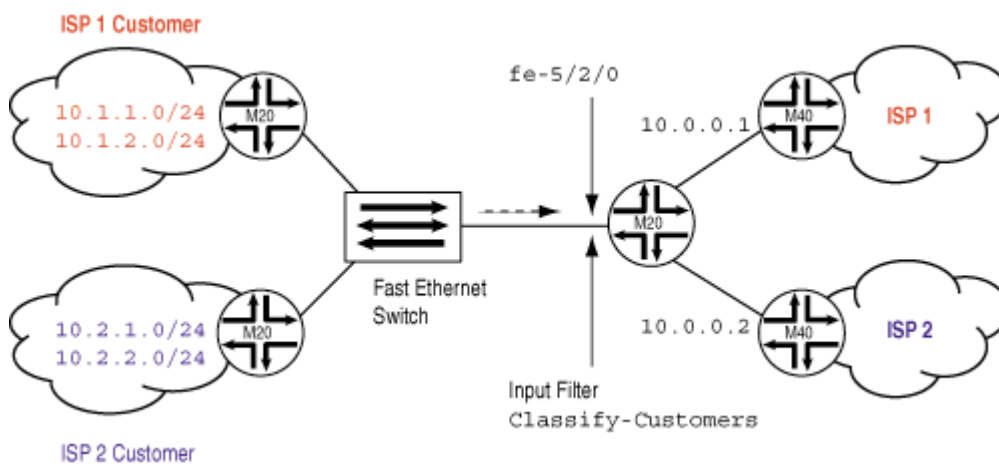 ISP 1 Customer
10.1.1.0/24
10.1.2.0/24
M20
fe-5/2/0
10.0.0.1
M40
ISP 1
M20
Fast Ethernet
Switch
10.2.1.0/24
10.2.2.0/24
M20
10.0.0.2
M40
ISP 2
Input Filter
Classify-Customers
ISP 2 Customer